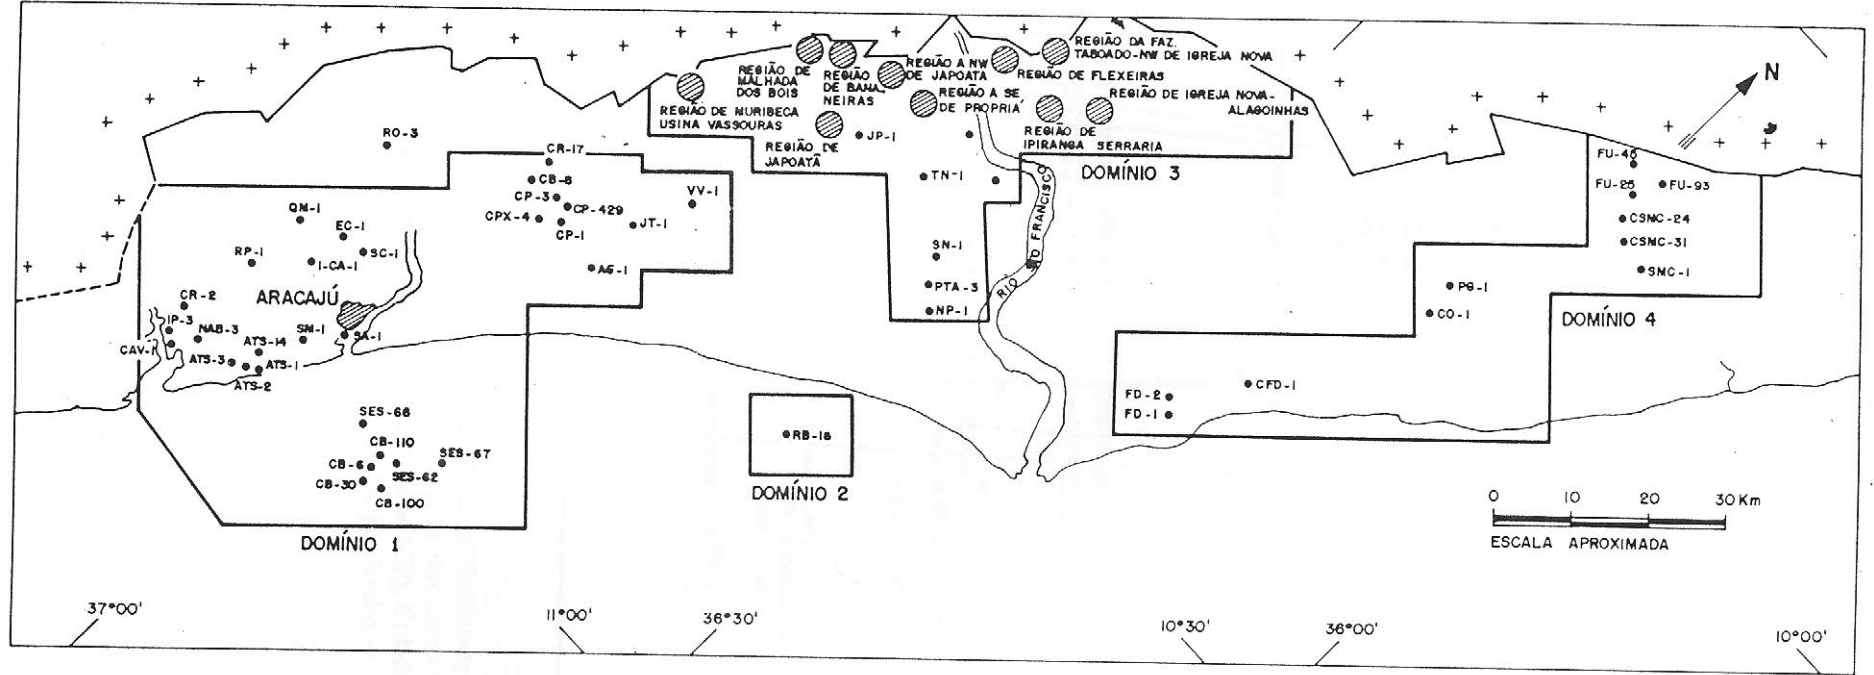 REGIÃO DA FAZ.
TABOADO-NW DE IGREJA NOVA
N
REGIÃO A NW
DE JAPOATA
REGIÃO DE FLEXEIRAS
REGIÃO DE
MALHADA
DOS BOIS
REGIÃO
DE BANA_
NEIRAS
REGIÃO A SE
DE PROPRIÁ
REGIÃO DE IGREJA NOVA-
ALAGOINHAS
REGIÃO DE MURIBECA
USINA VASSOURAS
REGIÃO DE
JAPOATÃ
JP-1
REGIÃO DE
IPIRANGA SERRARIA
RO-3
CR-17
CB-8
CP-3
CP-429
CPX-4
CP-1
JT-1
VV-1
TN-1
DOMÍNIO 3
FU-45
FU-25
FU-93
CSMC-24
CSMC-31
SMC-1
QM-1
EC-1
SC-1
RP-1
I-CA-1
AG-1
SN-1
RIO SÃO FRANCISCO
PTA-3
NP-1
PG-1
CO-1
DOMÍNIO 4
CR-2
ARACAJÚ
IP-3
NAB-3
SM-1
SA-1
CAV-1
ATS-14
ATS-3
ATS-1
ATS-2
CFD-1
FD-2
FD-1
SES-66
CB-110
CB-6
SES-67
SES-62
CB-30
CB-100
RB-18
DOMÍNIO 2
DOMÍNIO 1
0 10 20 30 Km
ESCALA APROXIMADA
37°00'
11°00'
36°30'
10°30'
36°00'
10°00'